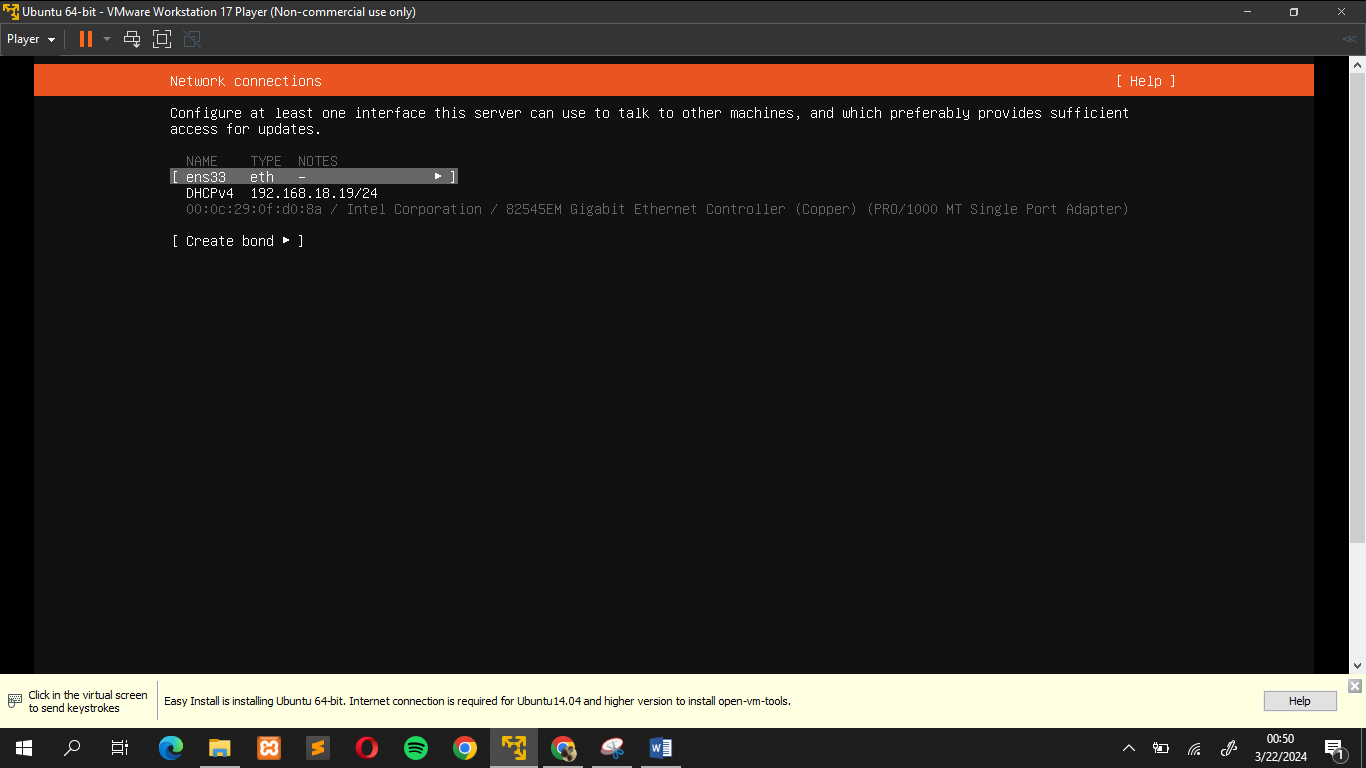 Ubuntu 64-bit - VMware Workstation 17 Player (Non-commercial use only)
Player
Network connections [ Help ]
Configure at least one interface this server can use to talk to other machines, and which preferably provides sufficient
access for updates.
NAME TYPE NOTES
[ ens33 eth – ▸ ]
DHCPv4 192.168.18.19/24
00:0c:29:0f:d0:8a / Intel Corporation / 82545EM Gigabit Ethernet Controller (Copper) (PRO/1000 MT Single Port Adapter)
[ Create bond ▸ ]
Click in the virtual screen
to send keystrokes
Easy Install is installing Ubuntu 64-bit. Internet connection is required for Ubuntu14.04 and higher version to install open-vm-tools.
Help
00:50
3/22/2024
1